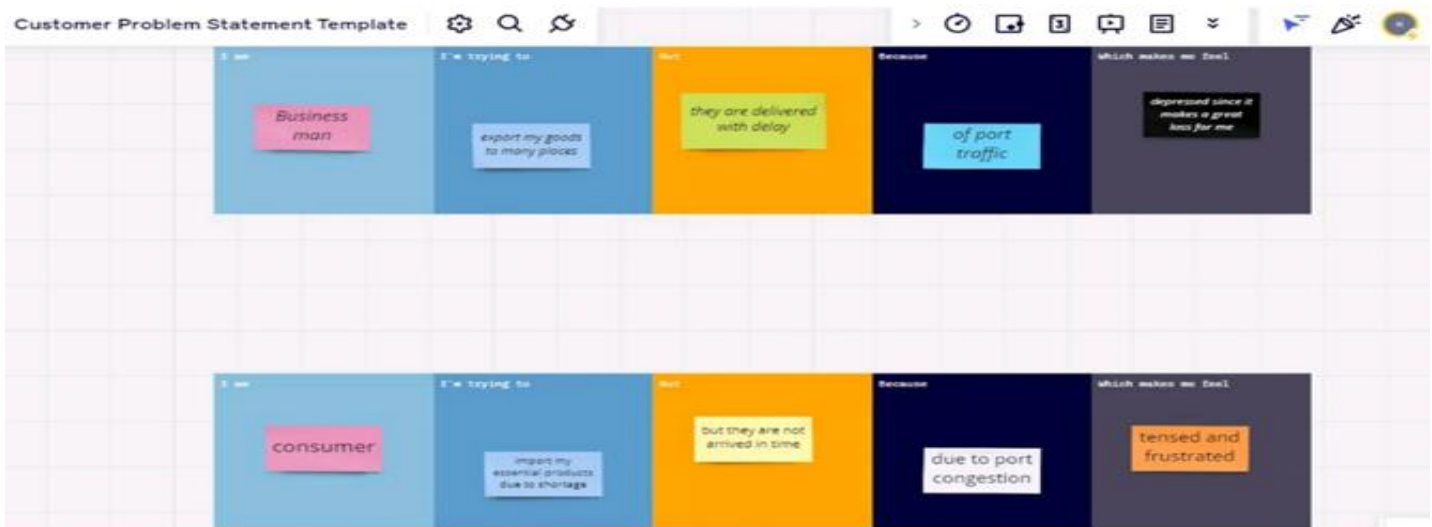 Customer Problem Statement Template
3
I am
I'm trying to
But
Because
Which makes me feel
Business
man
export my goods
to many places
they are delivered
with delay
of port
traffic
depressed since it
makes a great
loss for me
I am
I'm trying to
But
Because
Which makes me feel
consumer
import my
essential products
due to shortage
but they are not
arrived in time
due to port
congestion
tensed and
frustrated